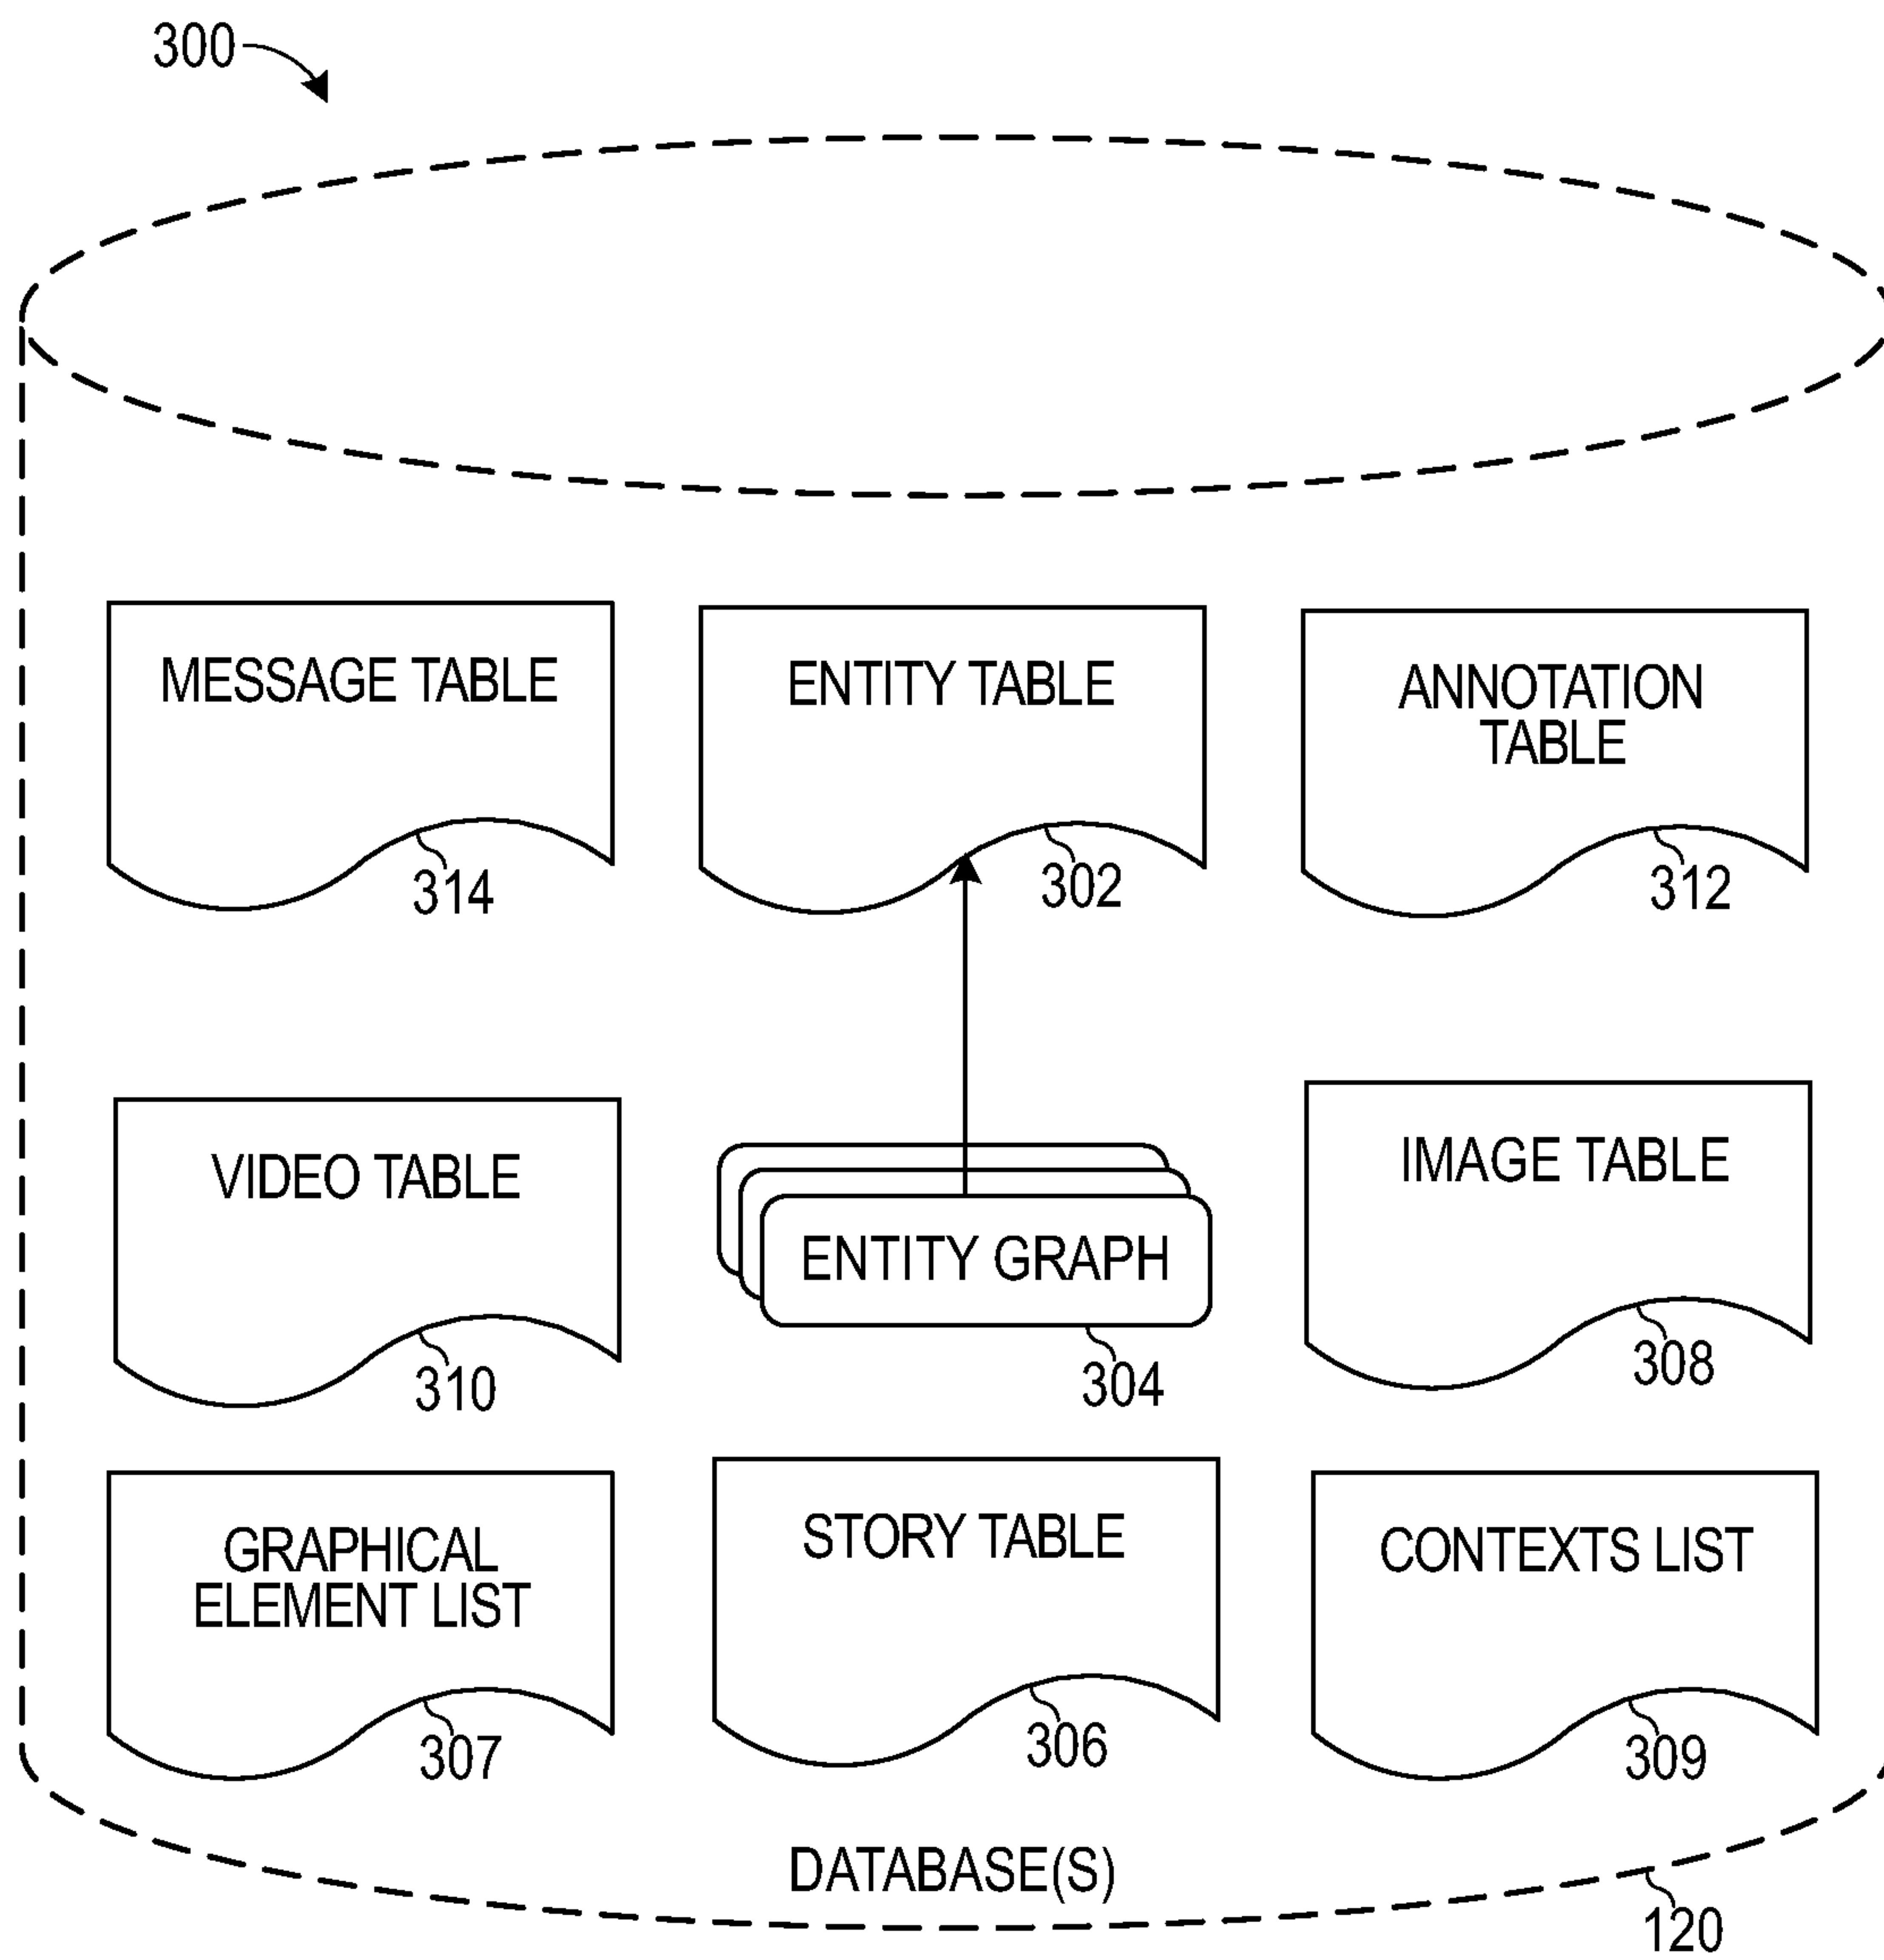 300
MESSAGE TABLE
314
ENTITY TABLE
302
ANNOTATION
TABLE
312
VIDEO TABLE
310
ENTITY GRAPH
304
IMAGE TABLE
308
GRAPHICAL
ELEMENT LIST
307
STORY TABLE
306
CONTEXTS LIST
309
DATABASE(S)
120